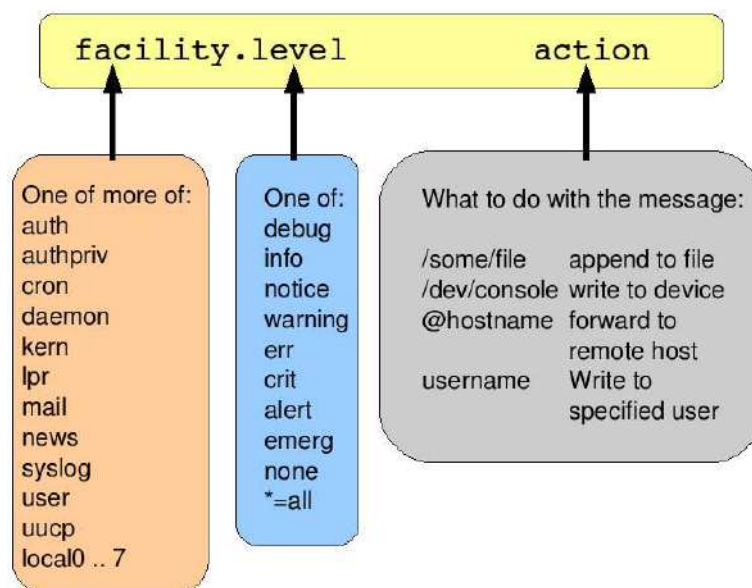 facility.level action
One of more of:
auth
authpriv
cron
daemon
kern
lpr
mail
news
syslog
user
uucp
local0 .. 7
One of:
debug
info
notice
warning
err
crit
alert
emerg
none
*=all
What to do with the message:
/some/file append to file
/dev/console write to device
@hostname forward to
remote host
username Write to
specified user